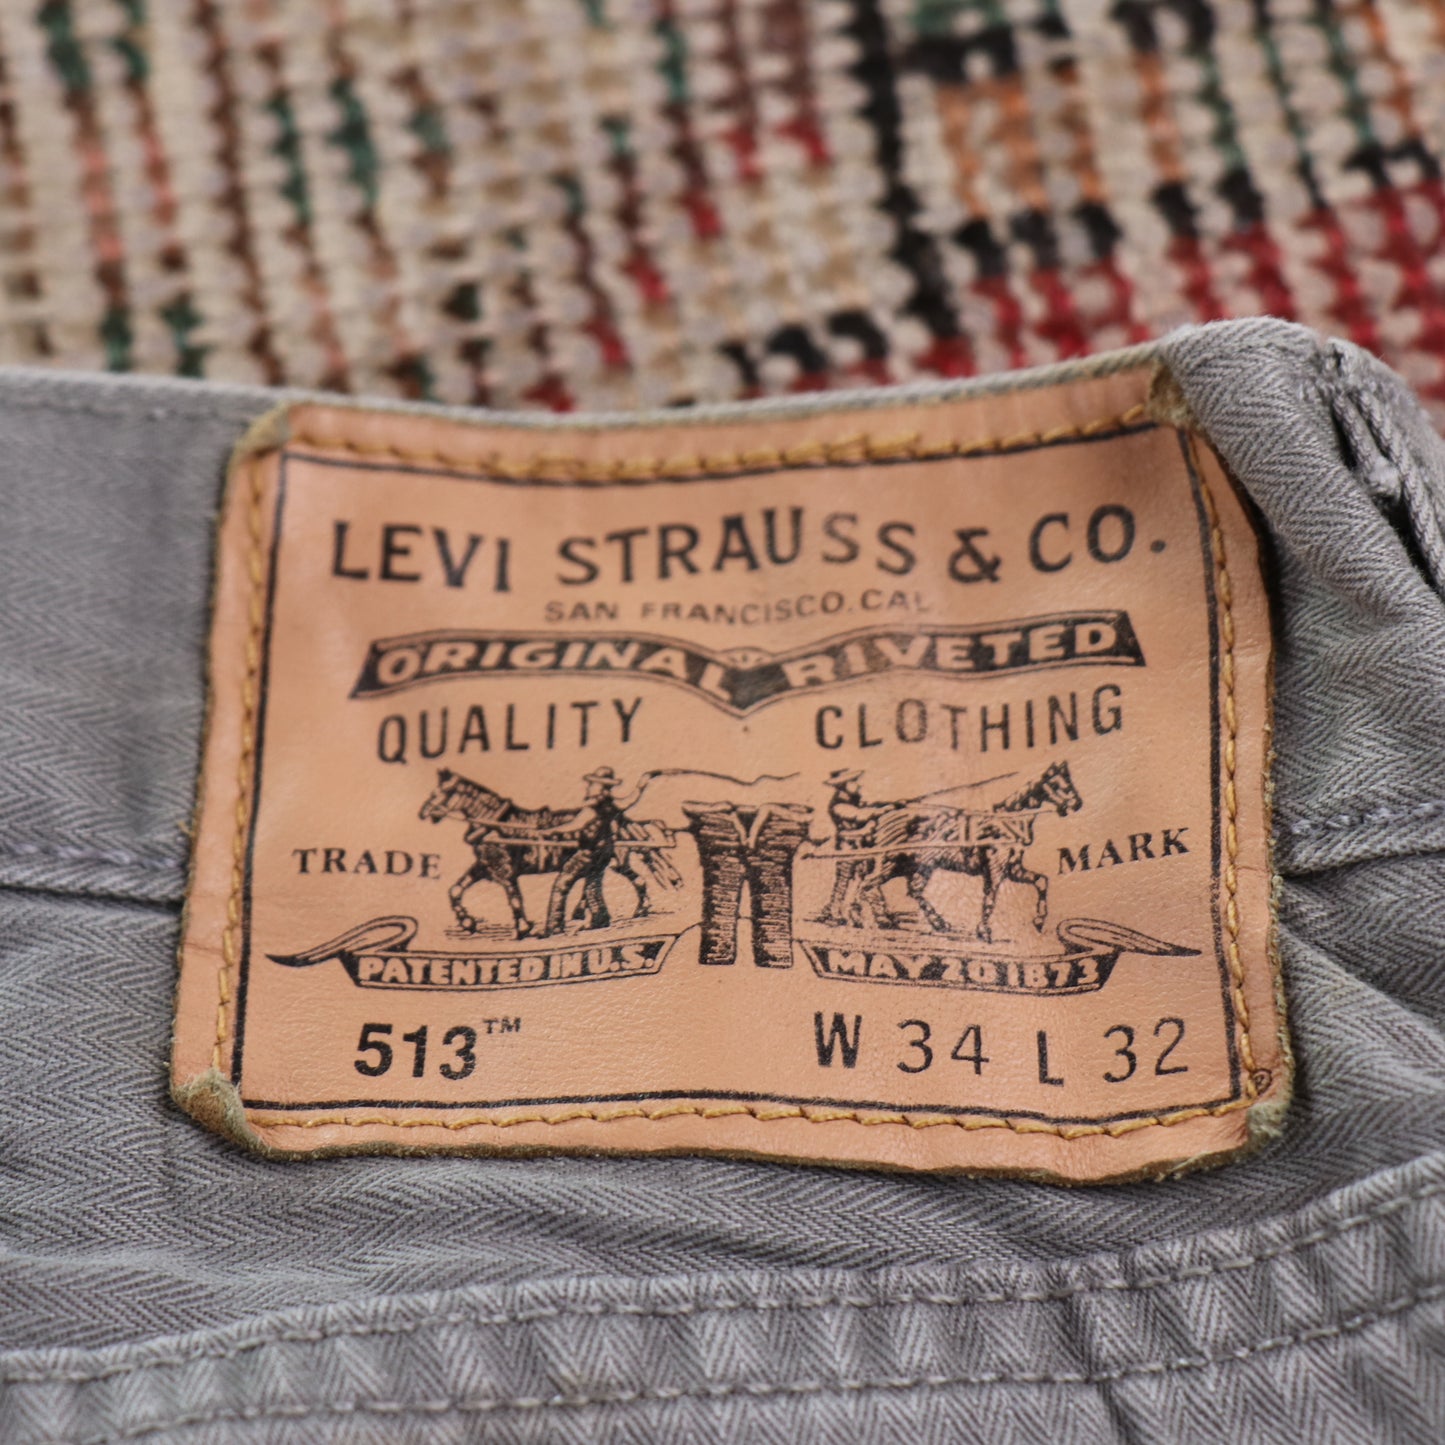 LEVI STRAUSS & CO.
SAN FRANCISCO. CAL
ORIGINAL RIVETED
QUALITY CLOTHING
TRADE MARK
PATENTED IN U.S. MAY 20 1873
513™ W 34 L 32
®